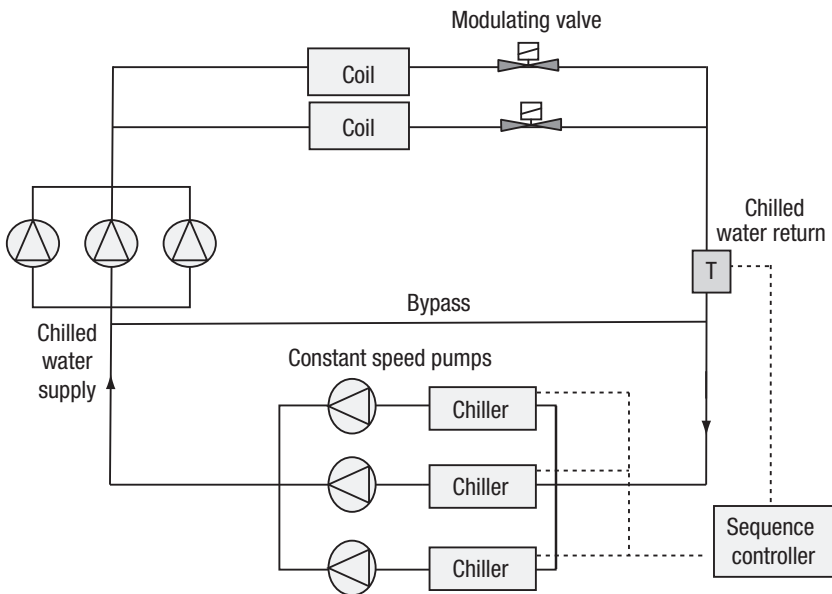 Modulating valve
Coil
Coil
Chilled
water return
T
Bypass
Chilled
water
supply
Constant speed pumps
Chiller
Chiller
Chiller
Sequence
controller